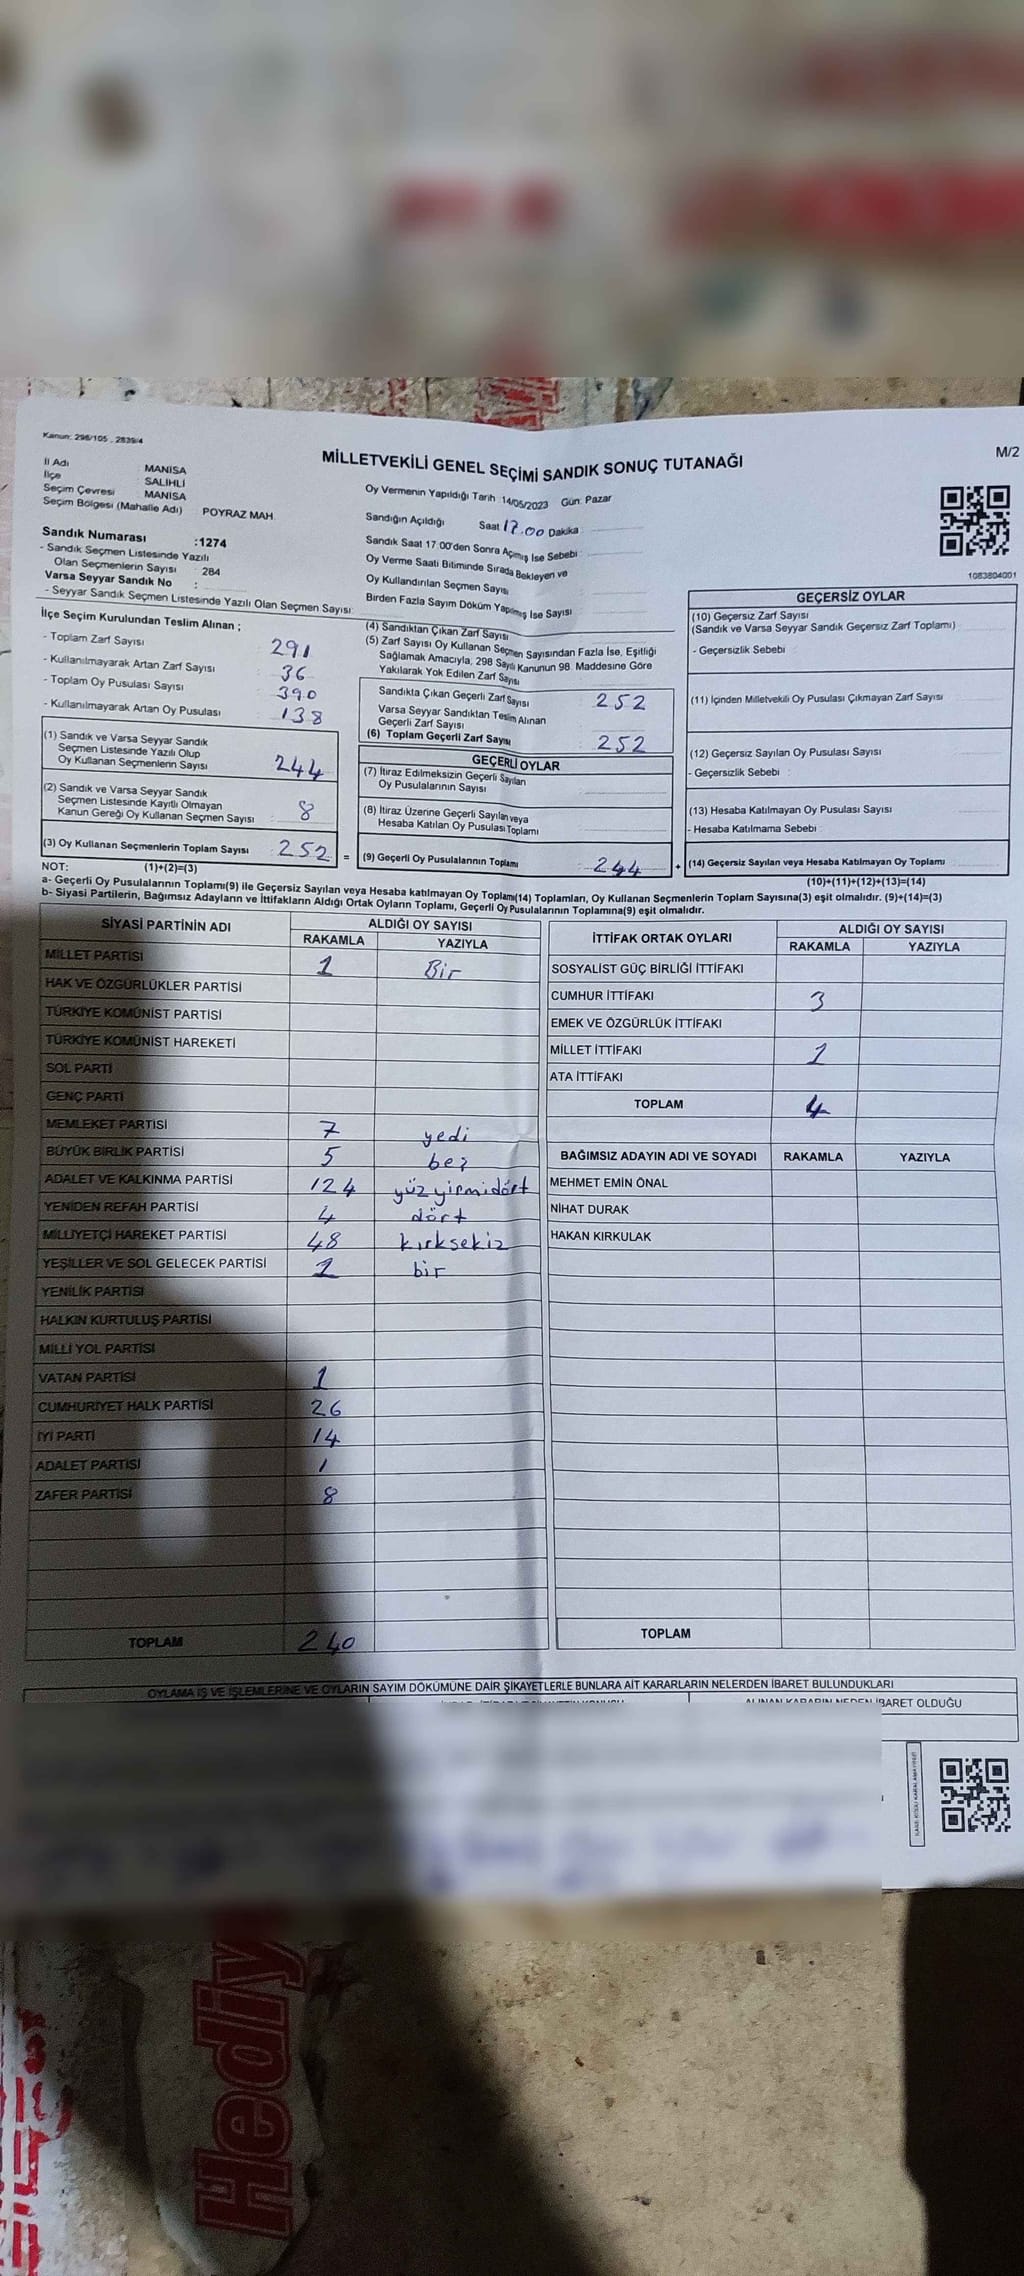 Kanun: 298/105 , 2839/4
M/2
MİLLETVEKİLİ GENEL SEÇİMİ SANDIK SONUÇ TUTANAĞI
İl Adı MANİSA
İlçe SALİHLİ
Seçim Çevresi MANİSA
Seçim Bölgesi (Mahalle Adı) POYRAZ MAH.
Sandık Numarası :1274
- Sandık Seçmen Listesinde Yazılı
Olan Seçmenlerin Sayısı : 284
Varsa Seyyar Sandık No :
- Seyyar Sandık Seçmen Listesinde Yazılı Olan Seçmen Sayısı:
Oy Vermenin Yapıldığı Tarih :14/05/2023 Gün: Pazar
Sandığın Açıldığı Saat 17.00 Dakika :
Sandık Saat 17:00'den Sonra Açmış İse Sebebi :
Oy Verme Saati Bitiminde Sırada Bekleyen ve
Oy Kullandırılan Seçmen Sayısı
Birden Fazla Sayım Döküm Yapılmış İse Sayısı
1083804001
İlçe Seçim Kurulundan Teslim Alınan ;
- Toplam Zarf Sayısı : 291
- Kullanılmayarak Artan Zarf Sayısı : 36
- Toplam Oy Pusulası Sayısı : 390
- Kullanılmayarak Artan Oy Pusulası : 138
(1) Sandık ve Varsa Seyyar Sandık
Seçmen Listesinde Yazılı Olup
Oy Kullanan Seçmenlerin Sayısı : 244
(2) Sandık ve Varsa Seyyar Sandık
Seçmen Listesinde Kayıtlı Olmayan
Kanun Gereği Oy Kullanan Seçmen Sayısı : 8
(3) Oy Kullanan Seçmenlerin Toplam Sayısı : 252 =
(4) Sandıktan Çıkan Zarf Sayısı
(5) Zarf Sayısı Oy Kullanan Seçmen Sayısından Fazla İse, Eşitliği
Sağlamak Amacıyla, 298 Sayılı Kanunun 98. Maddesine Göre
Yakılarak Yok Edilen Zarf Sayısı
Sandıkta Çıkan Geçerli Zarf Sayısı : 252
Varsa Seyyar Sandıktan Teslim Alınan
Geçerli Zarf Sayısı
(6) Toplam Geçerli Zarf Sayısı : 252
GEÇERLİ OYLAR
(7) İtiraz Edilmeksizin Geçerli Sayılan
Oy Pusulalarının Sayısı :
(8) İtiraz Üzerine Geçerli Sayılan veya
Hesaba Katılan Oy Pusulası Toplamı
(9) Geçerli Oy Pusulalarının Toplamı : 244 +
GEÇERSİZ OYLAR
(10) Geçersiz Zarf Sayısı
(Sandık ve Varsa Seyyar Sandık Geçersiz Zarf Toplamı)
- Geçersizlik Sebebi :
(11) İçinden Milletvekili Oy Pusulası Çıkmayan Zarf Sayısı
(12) Geçersiz Sayılan Oy Pusulası Sayısı
- Geçersizlik Sebebi :
(13) Hesaba Katılmayan Oy Pusulası Sayısı
- Hesaba Katılmama Sebebi :
(14) Geçersiz Sayılan veya Hesaba Katılmayan Oy Toplamı
NOT: (1)+(2)=(3)
(10)+(11)+(12)+(13)=(14)
a- Geçerli Oy Pusulalarının Toplamı(9) ile Geçersiz Sayılan veya Hesaba katılmayan Oy Toplamı(14) Toplamları, Oy Kullanan Seçmenlerin Toplam Sayısına(3) eşit olmalıdır. (9)+(14)=(3)
b- Siyasi Partilerin, Bağımsız Adayların ve İttifakların Aldığı Ortak Oyların Toplamı, Geçerli Oy Pusulalarının Toplamına(9) eşit olmalıdır.
SİYASİ PARTİNİN ADI ALDIĞI OY SAYISI
RAKAMLA YAZIYLA
MİLLET PARTİSİ 1 Bir
HAK VE ÖZGÜRLÜKLER PARTİSİ
TÜRKİYE KOMÜNİST PARTİSİ
TÜRKİYE KOMÜNİST HAREKETİ
SOL PARTİ
GENÇ PARTİ
MEMLEKET PARTİSİ 7 yedi
BÜYÜK BİRLİK PARTİSİ 5 beş
ADALET VE KALKINMA PARTİSİ 124 yüzyirmidört
YENİDEN REFAH PARTİSİ 4 dört
MİLLİYETÇİ HAREKET PARTİSİ 48 kırksekiz
YEŞİLLER VE SOL GELECEK PARTİSİ 1 bir
YENİLİK PARTİSİ
HALKIN KURTULUŞ PARTİSİ
MİLLİ YOL PARTİSİ
VATAN PARTİSİ 1
CUMHURİYET HALK PARTİSİ 26
İYİ PARTİ 14
ADALET PARTİSİ 1
ZAFER PARTİSİ 8
TOPLAM 240
İTTİFAK ORTAK OYLARI ALDIĞI OY SAYISI
RAKAMLA YAZIYLA
SOSYALİST GÜÇ BİRLİĞİ İTTİFAKI
CUMHUR İTTİFAKI 3
EMEK VE ÖZGÜRLÜK İTTİFAKI
MİLLET İTTİFAKI 1
ATA İTTİFAKI
TOPLAM 4
BAĞIMSIZ ADAYIN ADI VE SOYADI RAKAMLA YAZIYLA
MEHMET EMİN ÖNAL
NİHAT DURAK
HAKAN KIRKULAK
TOPLAM
OYLAMA İŞ VE İŞLEMLERİNE VE OYLARIN SAYIM DÖKÜMÜNE DAİR ŞİKAYETLERLE BUNLARA AİT KARARLARIN NELERDEN İBARET BULUNDUKLARI
ALINAN KARARIN NEDEN İBARET OLDUĞU
Hediy